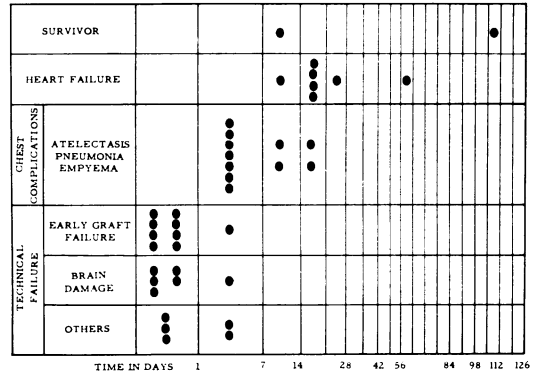 SURVIVOR
HEART FAILURE
CHEST
COMPLICATIONS
ATELECTASIS
PNEUMONIA
EMPYEMA
TECHNICAL
FAILURE
EARLY GRAFT
FAILURE
BRAIN
DAMAGE
OTHERS
TIME IN DAYS 1 7 14 28 42 56 84 98 112 126